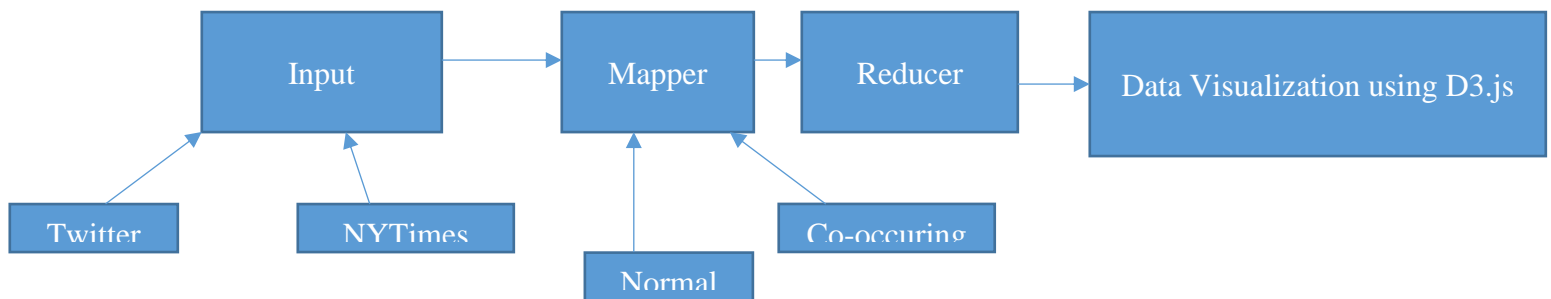 Input
Mapper
Reducer
Data Visualization using D3.js
Twitter
NYTimes
Co-occuring
Normal